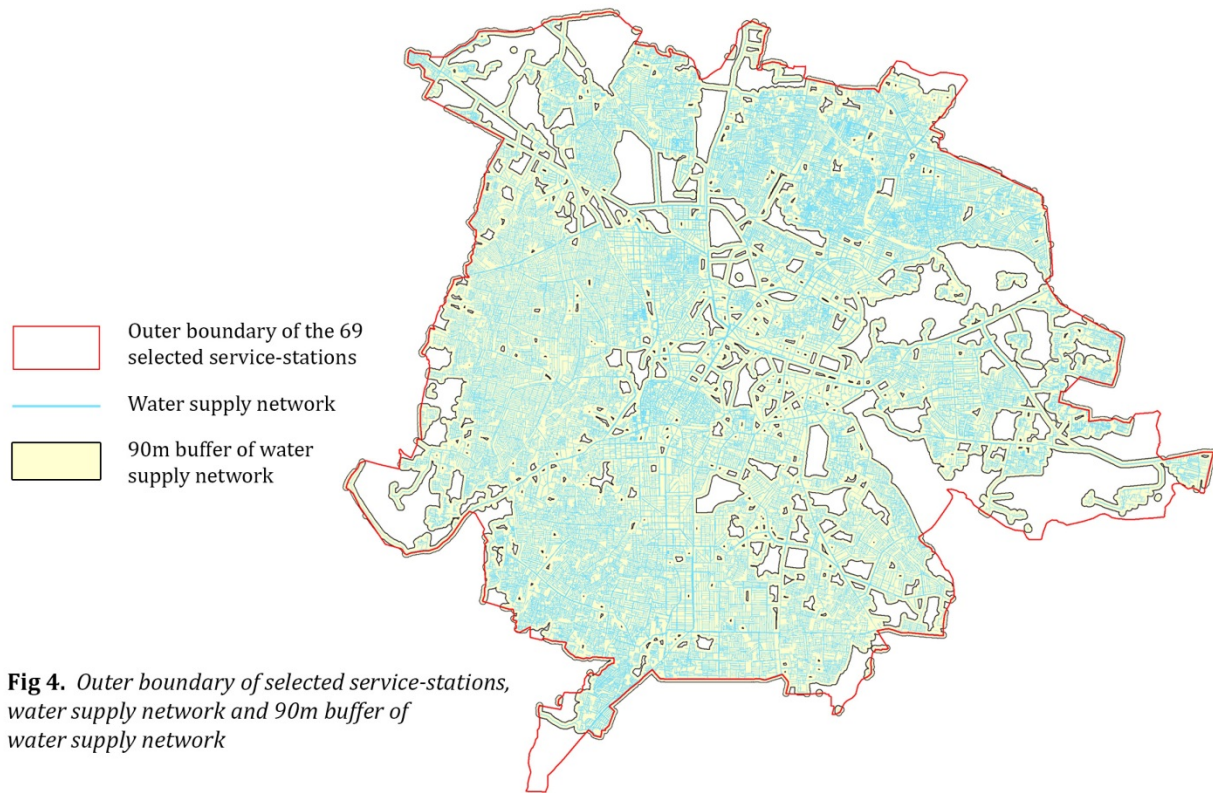 Outer boundary of the 69
selected service-stations
Water supply network
90m buffer of water
supply network
Fig 4. Outer boundary of selected service-stations,
water supply network and 90m buffer of
water supply network